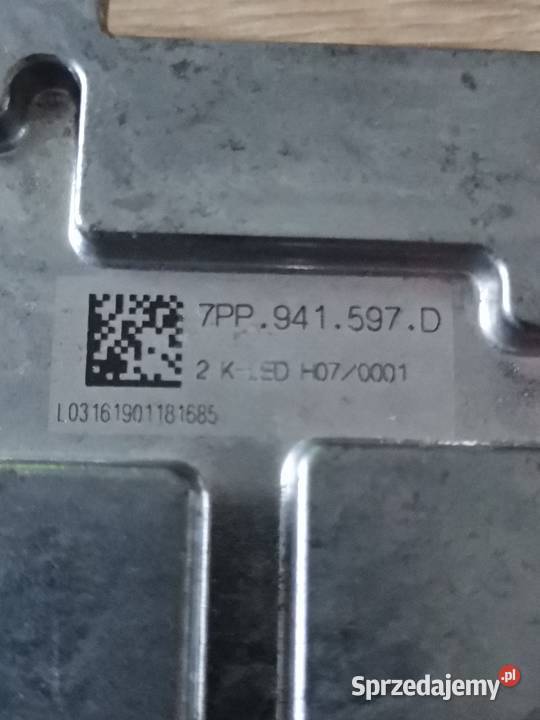 7PP.941.597.D
2 K-LED H07/0001
L03161901181685
Sprzedajemy.pl